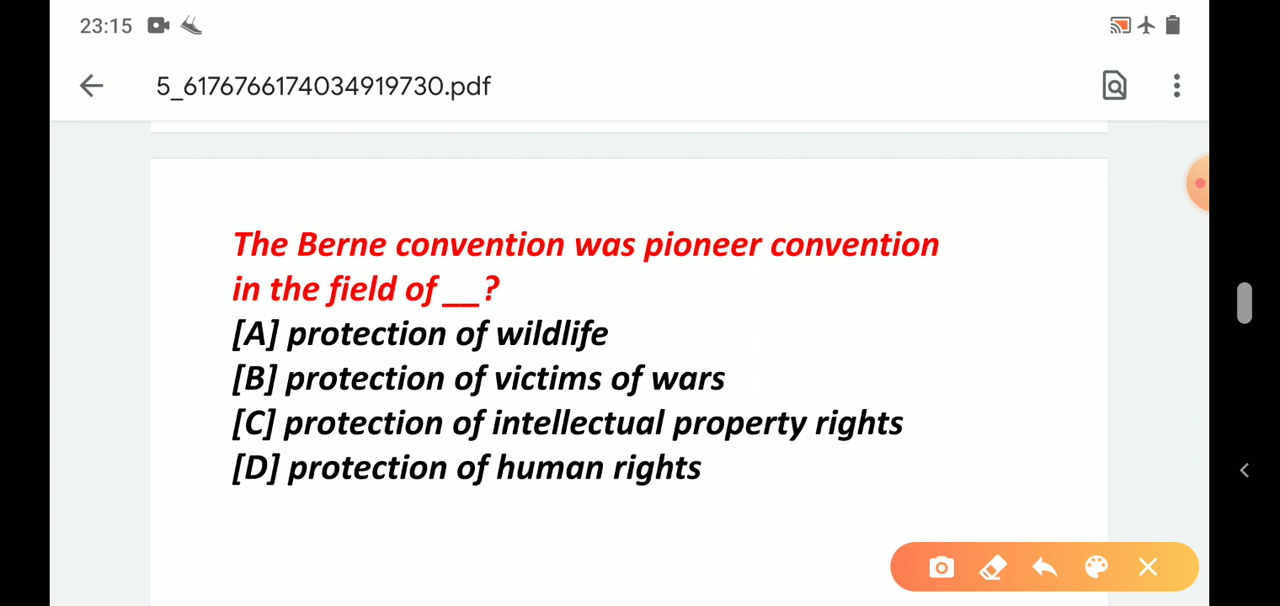 23:15
5_6176766174034919730.pdf
The Berne convention was pioneer convention
in the field of __?
[A] protection of wildlife
[B] protection of victims of wars
[C] protection of intellectual property rights
[D] protection of human rights